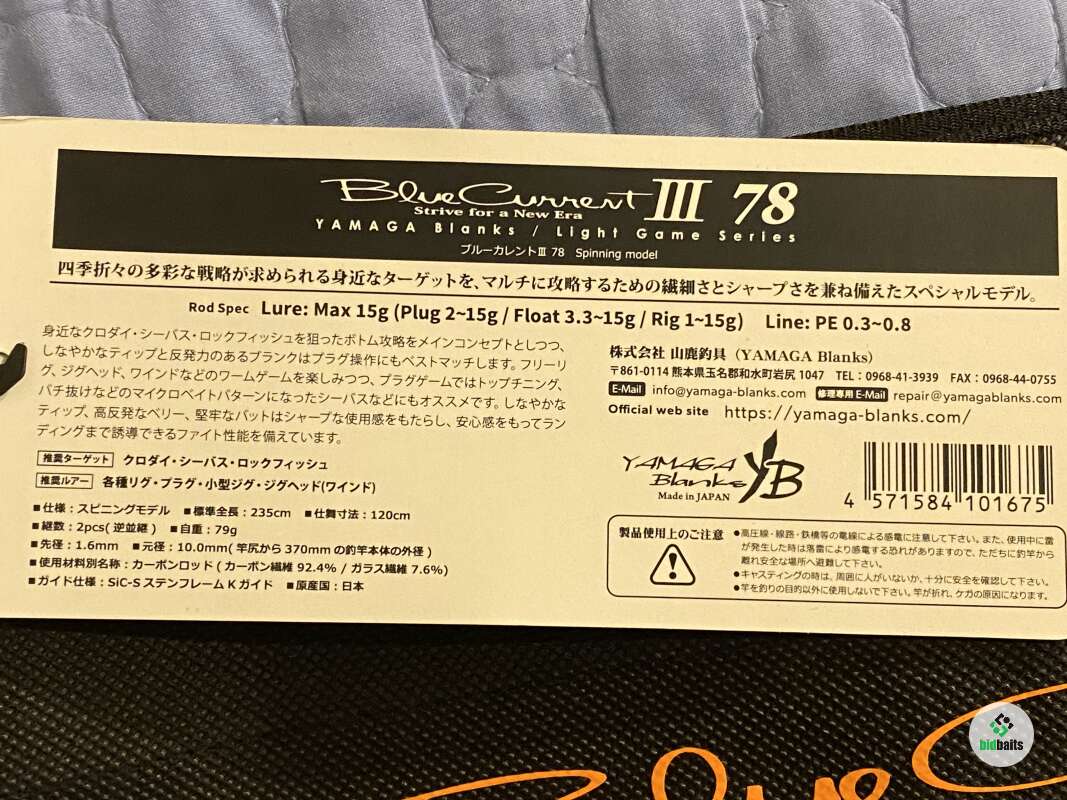 BlueCurrent III 78
Strive for a New Era
YAMAGA Blanks / Light Game Series
ブルーカレントⅢ 78 Spinning model
四季折々の多彩な戦略が求められる身近なターゲットを、マルチに攻略するための繊細さとシャープさを兼ね備えたスペシャルモデル。
Rod Spec Lure: Max 15g (Plug 2~15g / Float 3.3~15g / Rig 1~15g) Line: PE 0.3~0.8
身近なクロダイ・シーバス・ロックフィッシュを狙ったボトム攻略をメインコンセプトとしつつ、
しなやかなティップと反発力のあるブランクはプラグ操作にもベストマッチします。フリーリ
グ、ジグヘッド、ワインドなどのワームゲームを楽しみつつ、プラグゲームではトップチニング、
バチ抜けなどのマイクロベイトパターンになったシーバスなどにもオススメです。しなやかな
ティップ、高反発なベリー、堅牢なバットはシャープな使用感をもたらし、安心感をもってラン
ディングまで誘導できるファイト性能を備えています。
推奨ターゲット クロダイ・シーバス・ロックフィッシュ
推奨ルアー 各種リグ・プラグ・小型ジグ・ジグヘッド(ワインド)
■仕様:スピニングモデル ■標準全長:235cm ■仕舞寸法:120cm
■継数:2pcs(逆並継) ■自重:79g
■先径:1.6mm ■元径:10.0mm(竿尻から370mmの釣竿本体の外径)
■使用材料別名称:カーボンロッド(カーボン繊維 92.4% / ガラス繊維 7.6%)
■ガイド仕様:SiC-S ステンフレーム K ガイド ■原産国:日本
株式会社 山鹿釣具 (YAMAGA Blanks)
〒861-0114 熊本県玉名郡和水町岩尻 1047 TEL:0968-41-3939 FAX:0968-44-0755
E-Mail info@yamaga-blanks.com 修理専用 E-Mail repair@yamagablanks.com
Official web site https://yamaga-blanks.com/
YAMAGA Blanks
Made in JAPAN
YB
4 571584 101675
製品使用上のご注意
●高圧線・線路・鉄橋等の電線による感電に注意して下さい。また、使用中に雷
が発生した時は落雷により感電する恐れがありますので、ただちに釣竿から
離れ安全な場所へ避難して下さい。
●キャスティングの時は、周囲に人がいないか、十分に安全を確認して下さい。
●竿を釣りの目的以外に使用しないで下さい。竿が折れ、ケガの原因になります。
Blue C
bidbaits